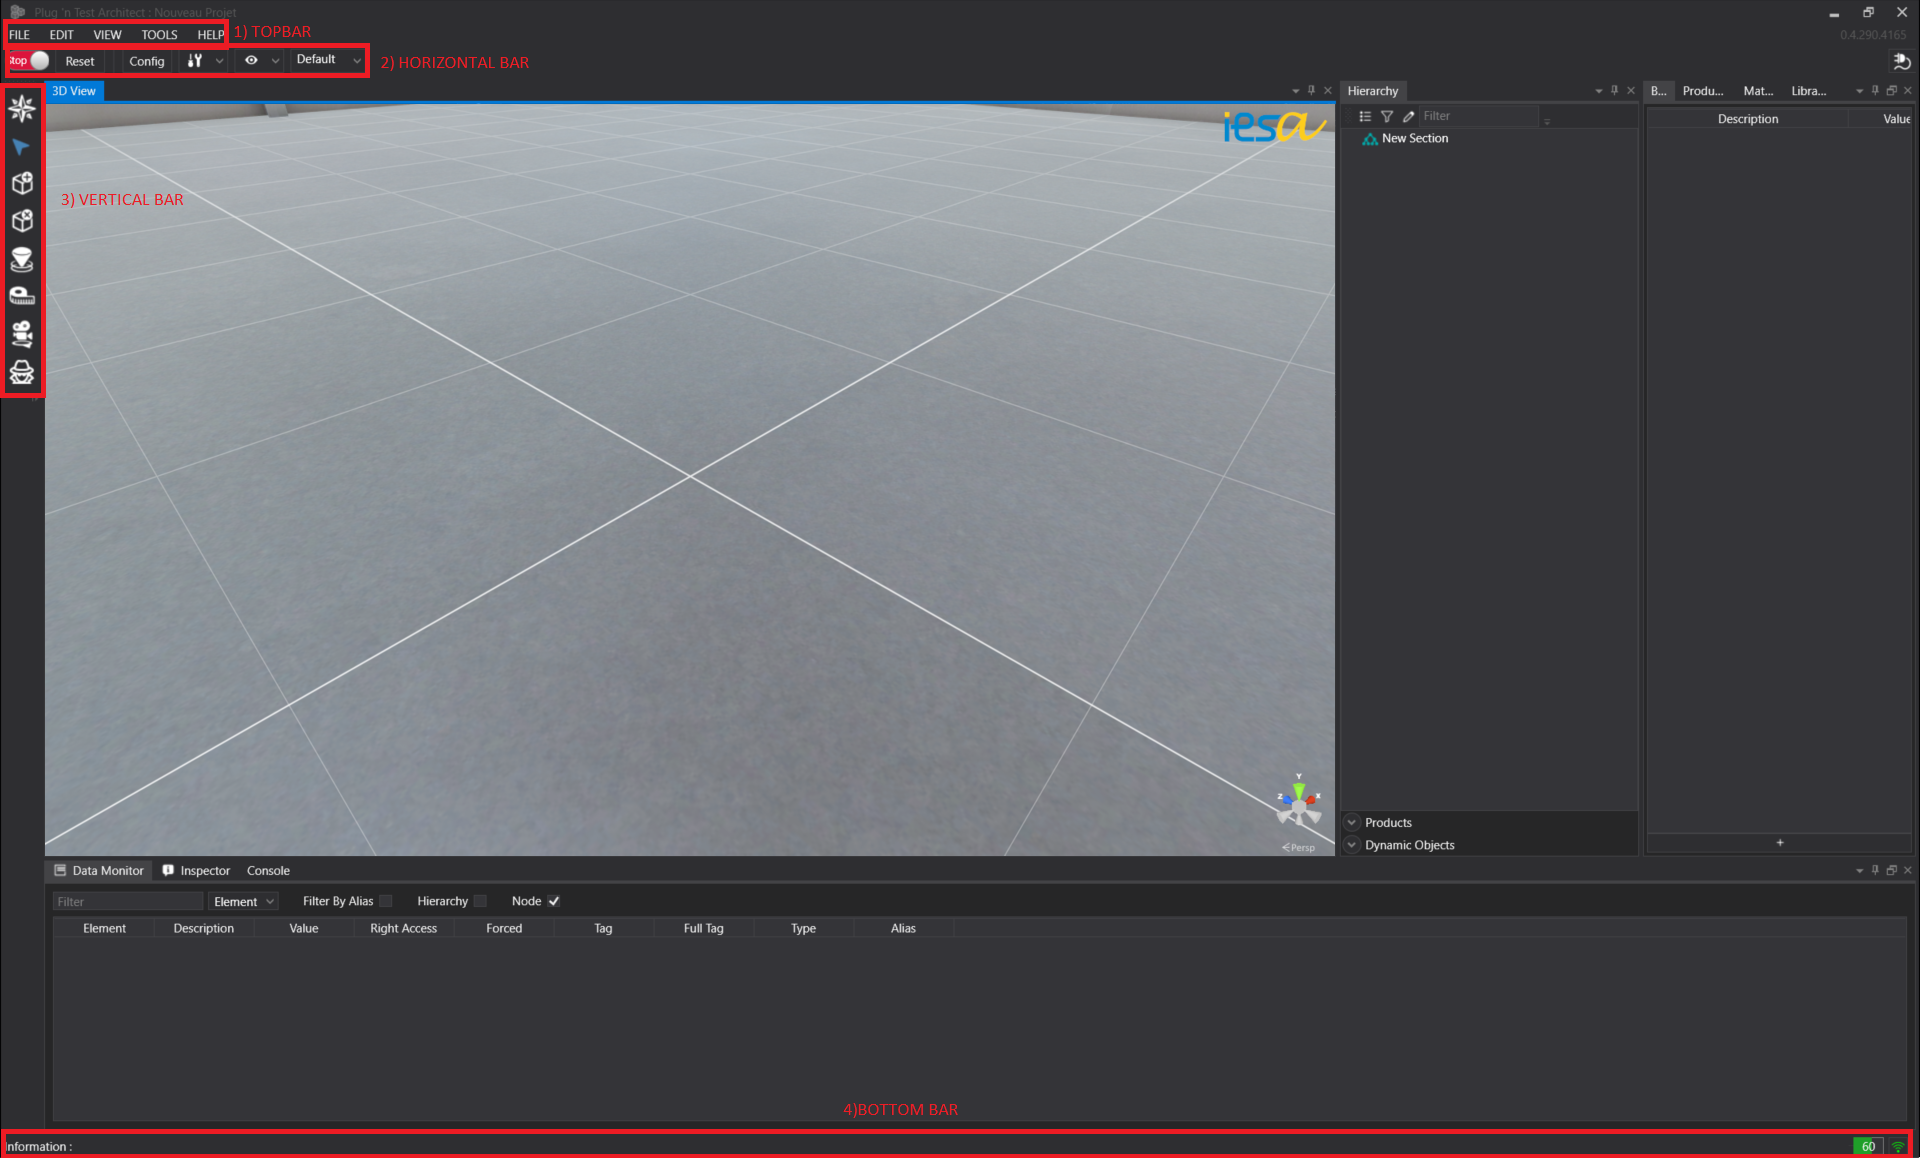 Plug 'n Test Architect : Nouveau Projet
FILE EDIT VIEW TOOLS HELP 1) TOPBAR
0.4.290.4165
top Reset Config Default 2) HORIZONTAL BAR
3D View
Hierarchy
B... Produ... Mat... Libra...
iesa
Filter
Description Value
New Section
3) VERTICAL BAR
Y
Z X
Persp
Products
Dynamic Objects
+
Data Monitor Inspector Console
Filter Element Filter By Alias Hierarchy Node
Element Description Value Right Access Forced Tag Full Tag Type Alias
4)BOTTOM BAR
nformation : 60